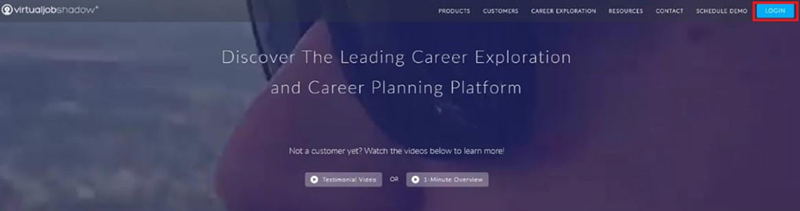 virtualjobshadow®
PRODUCTS CUSTOMERS CAREER EXPLORATION RESOURCES CONTACT SCHEDULE DEMO LOGIN
Discover The Leading Career Exploration
and Career Planning Platform
Not a customer yet? Watch the videos below to learn more!
Testimonial Video OR 1-Minute Overview